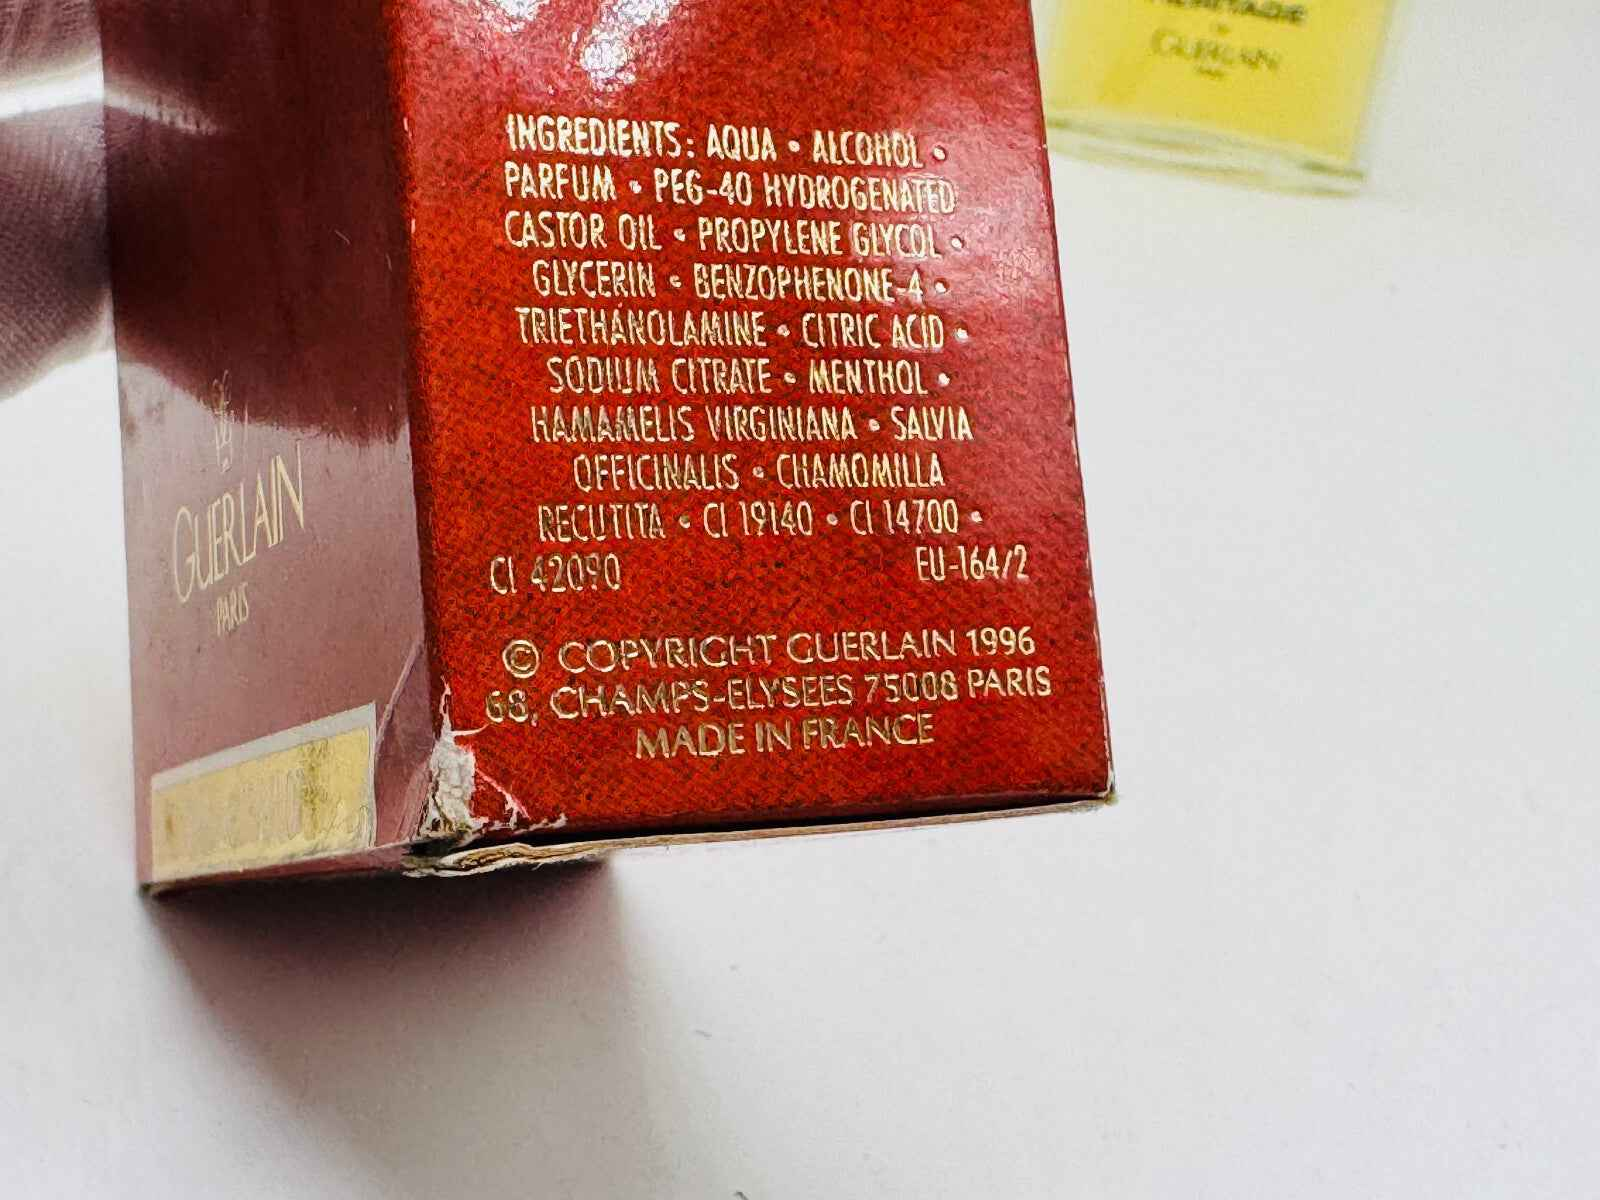 INGREDIENTS: AQUA • ALCOHOL •
PARFUM • PEG-40 HYDROGENATED
CASTOR OIL • PROPYLENE GLYCOL •
GLYCERIN • BENZOPHENONE-4 •
TRIETHANOLAMINE • CITRIC ACID •
SODIUM CITRATE • MENTHOL •
HAMAMELIS VIRGINIANA • SALVIA
OFFICINALIS • CHAMOMILLA
RECUTITA • CI 19140 • CI 14700 •
CI 42090 EU-164/2
© COPYRIGHT GUERLAIN 1996
68, CHAMPS-ELYSEES 75008 PARIS
MADE IN FRANCE
GUERLAIN
PARIS
GUERLAIN